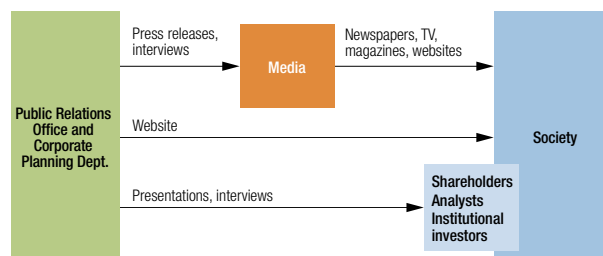 Public Relations
Office and
Corporate
Planning Dept.
Press releases,
interviews
Media
Newspapers, TV,
magazines, websites
Website
Presentations, interviews
Society
Shareholders
Analysts
Institutional
investors